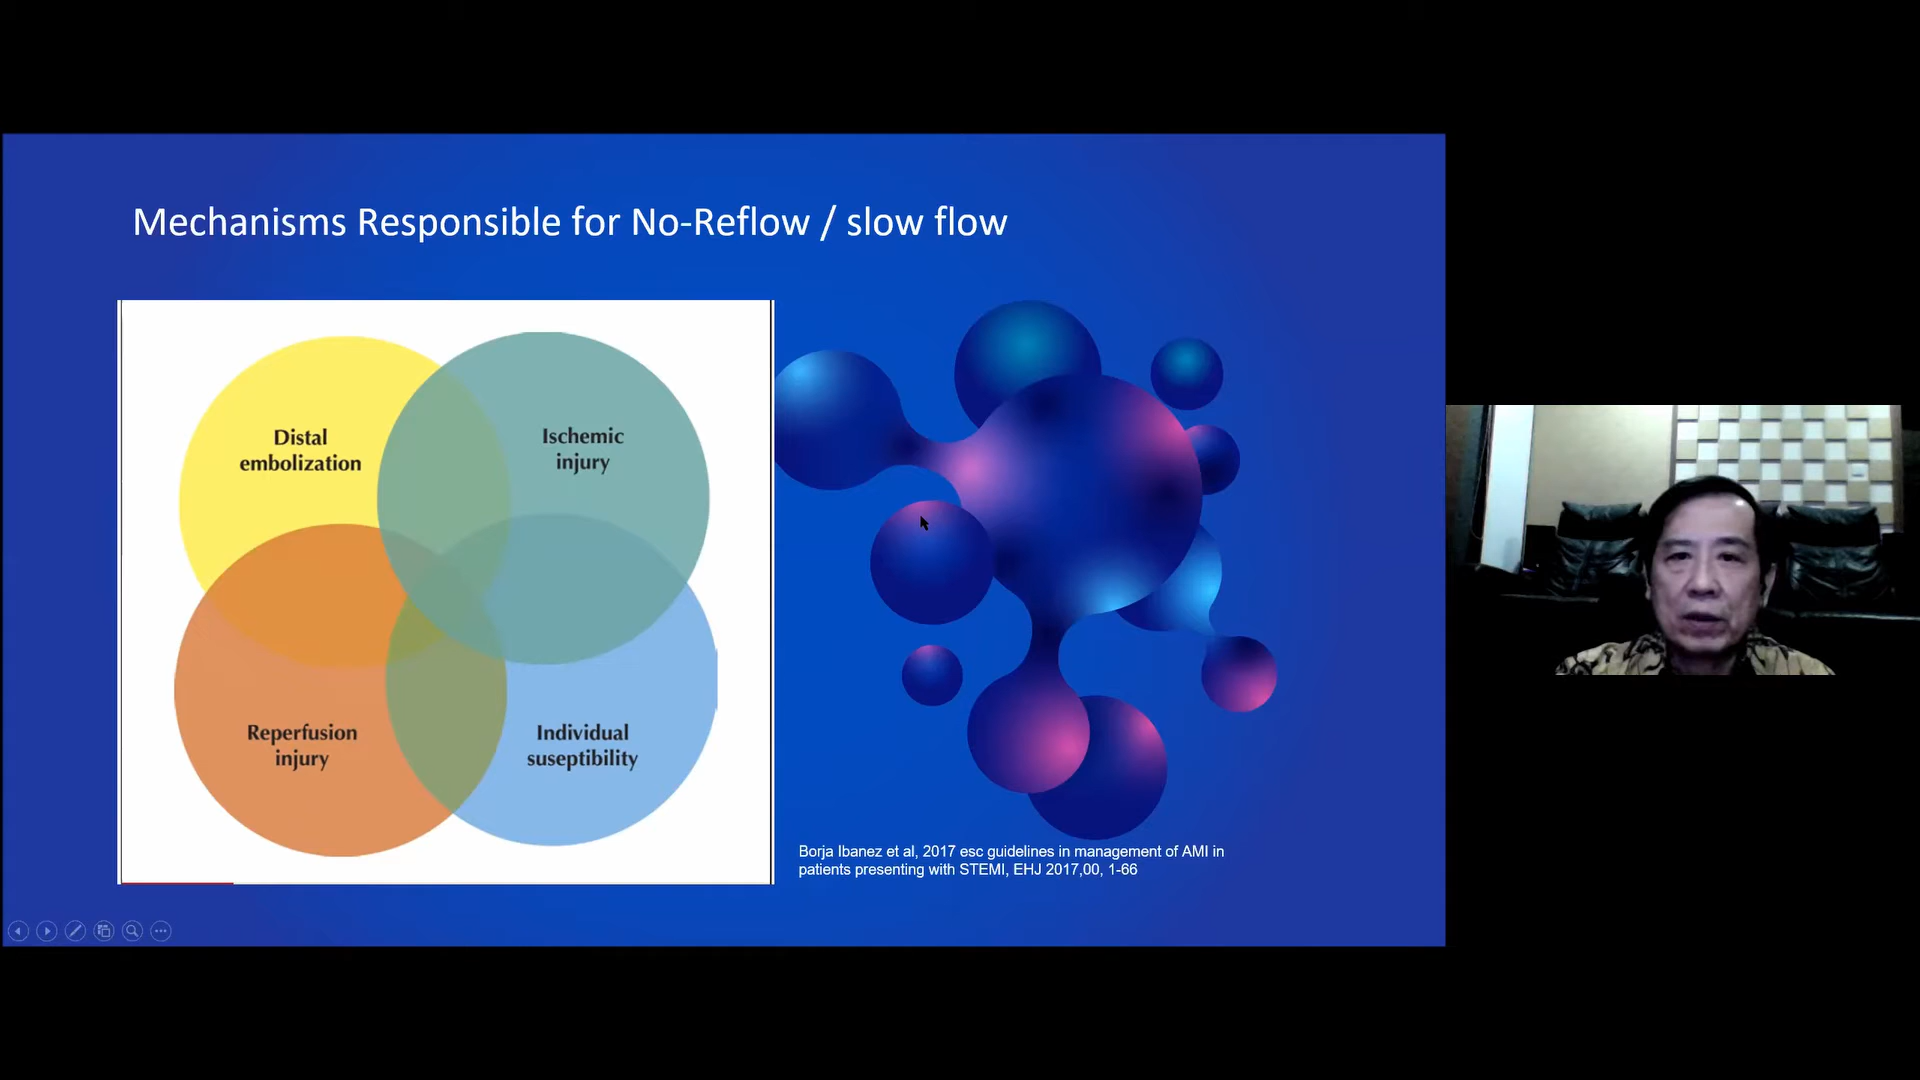 Mechanisms Responsible for No-Reflow / slow flow
Distal
embolization
Ischemic
injury
Reperfusion
injury
Individual
suseptibility
Borja Ibanez et al, 2017 esc guidelines in management of AMI in
patients presenting with STEMI, EHJ 2017,00, 1-66